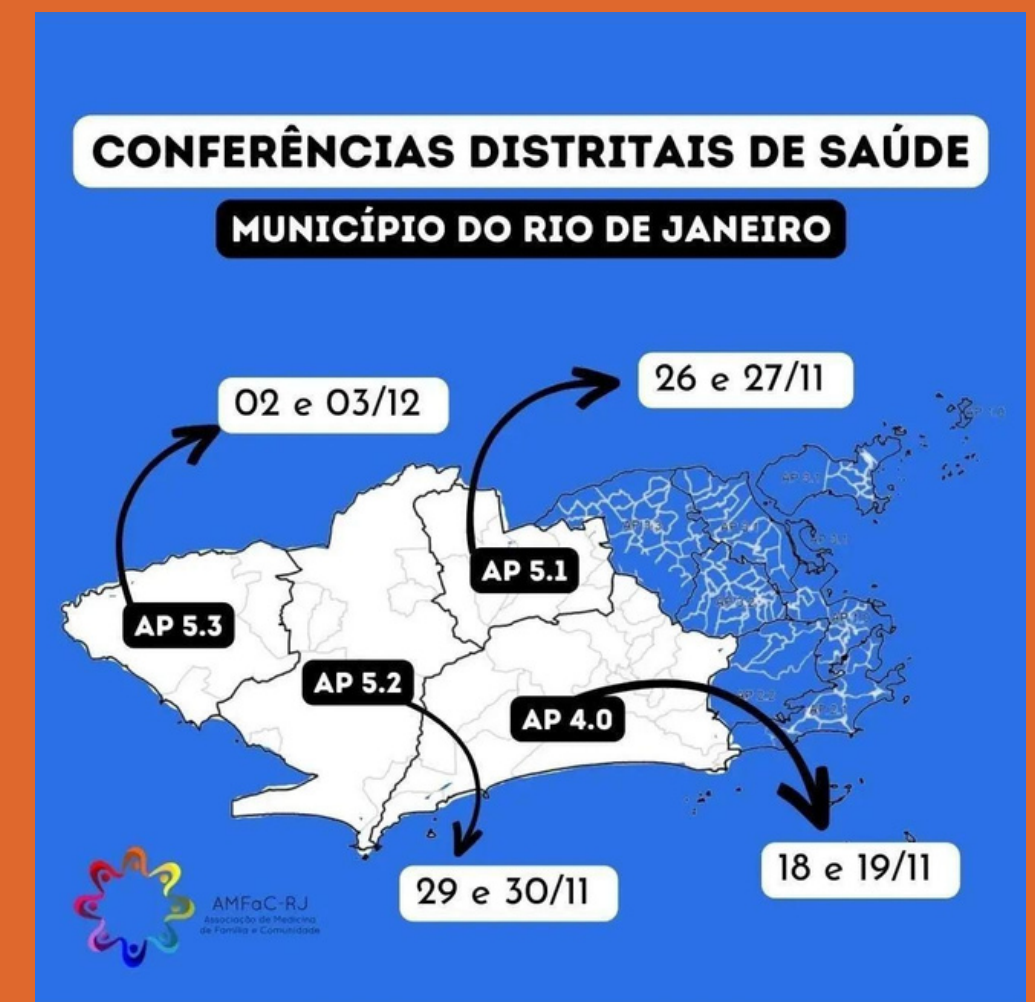 CONFERÊNCIAS DISTRITAIS DE SAÚDE
MUNICÍPIO DO RIO DE JANEIRO
26 e 27/11
02 e 03/12
AP 5.1
AP 5.3
AP 5.2
AP 4.0
18 e 19/11
29 e 30/11
AMFaC-RJ
Associação de Medicina
de Família e Comunidade